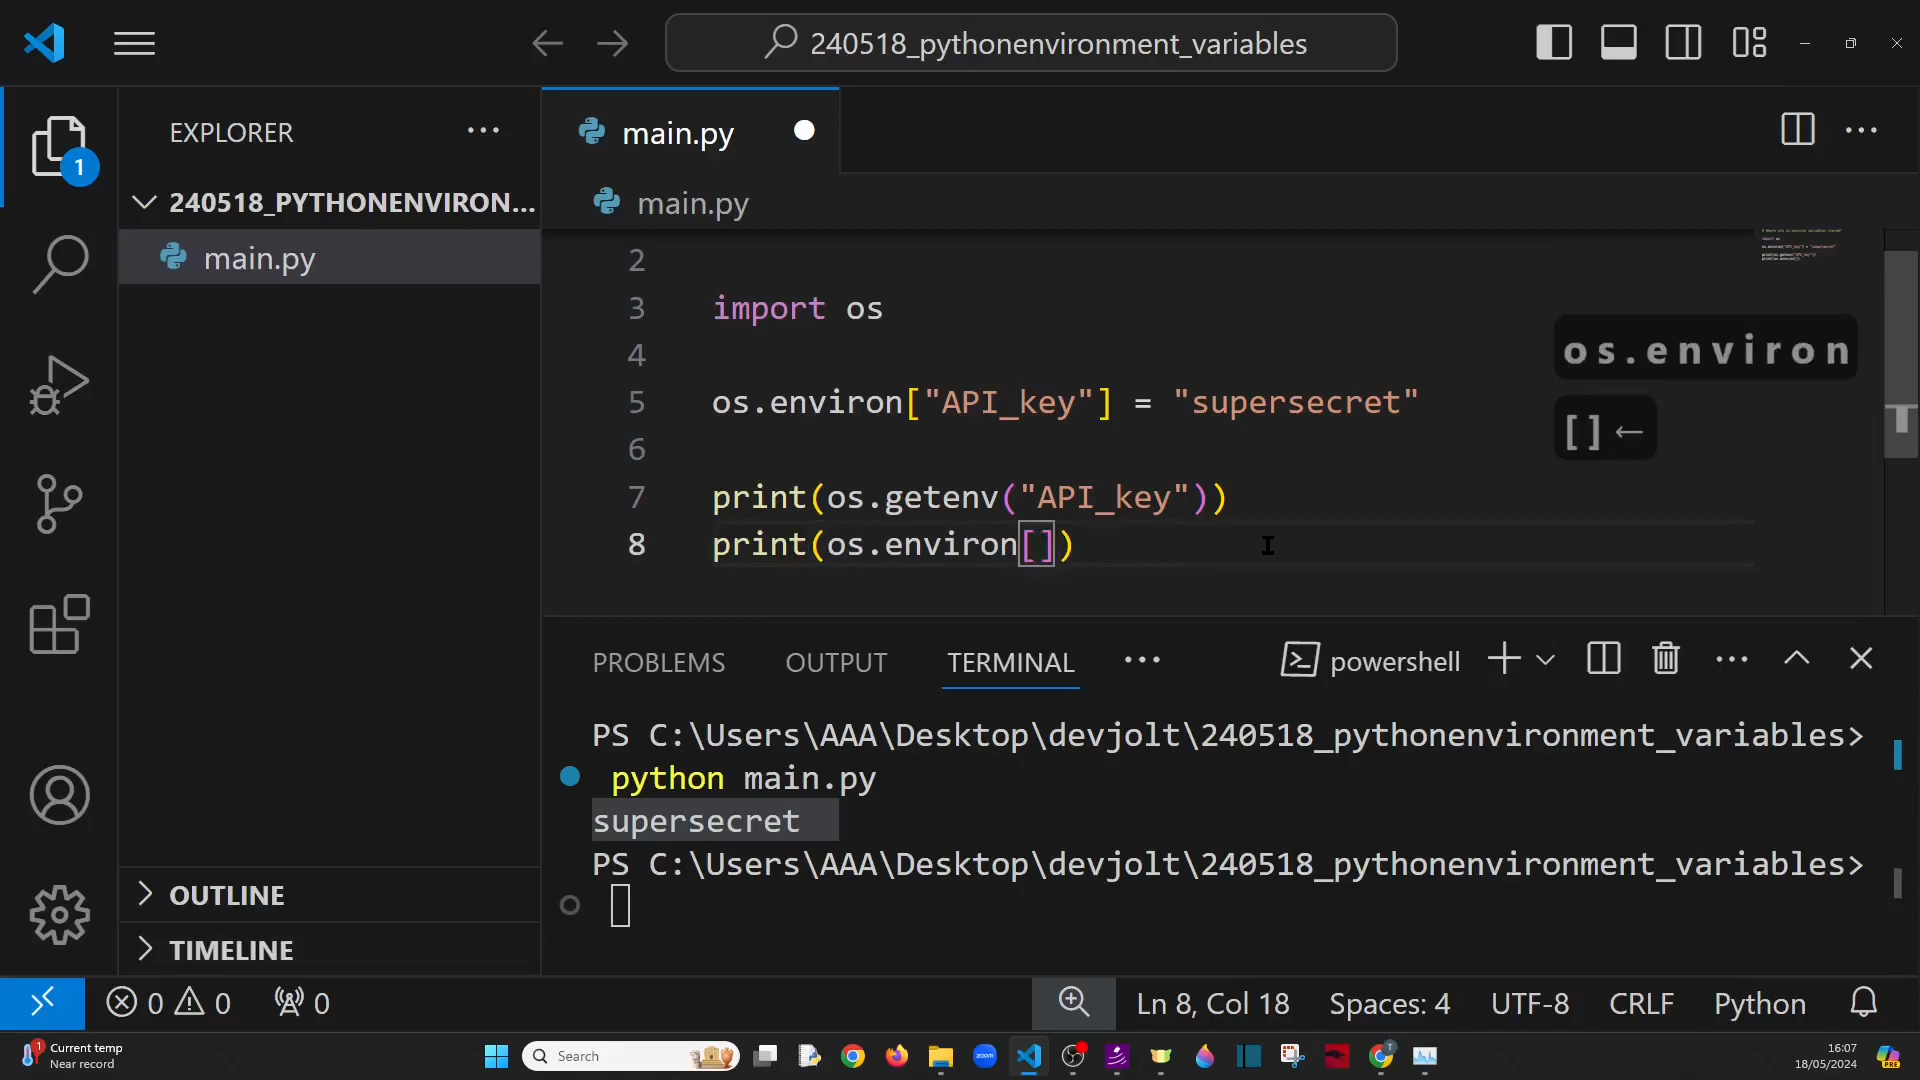 240518_pythonenvironment_variables
EXPLORER
main.py
1
240518_PYTHONENVIRON...
main.py
main.py
2
3 import os
4
5 os.environ["API_key"] = "supersecret"
6
7 print(os.getenv("API_key"))
8 print(os.environ[])
os.environ
[]←
PROBLEMS OUTPUT TERMINAL powershell
PS C:\Users\AAA\Desktop\devjolt\240518_pythonenvironment_variables>
python main.py
supersecret
PS C:\Users\AAA\Desktop\devjolt\240518_pythonenvironment_variables>
OUTLINE
TIMELINE
0 0 0 Ln 8, Col 18 Spaces: 4 UTF-8 CRLF Python
1 Current temp
Near record
Search
zoom
T
16:07
18/05/2024
PRE